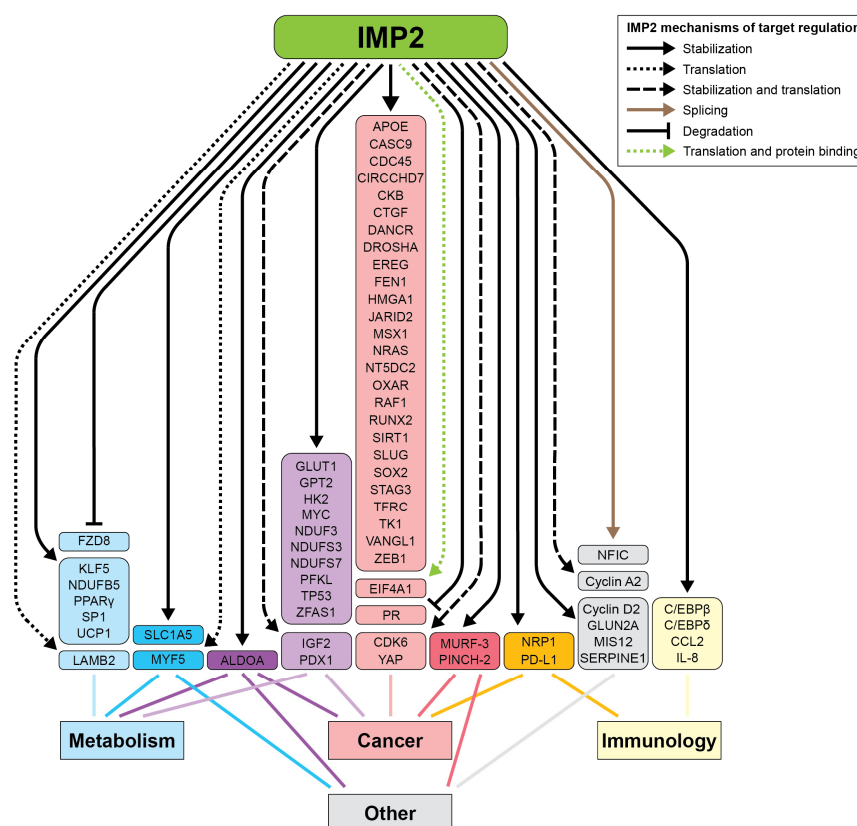 IMP2
IMP2 mechanisms of target regulation
Stabilization
Translation
Stabilization and translation
Splicing
Degradation
Translation and protein binding
APOE
CASC9
CDC45
CIRCCHD7
CKB
CTGF
DANCR
DROSHA
EREG
FEN1
HMGA1
JARID2
MSX1
NRAS
NT5DC2
OXAR
RAF1
RUNX2
SIRT1
SLUG
SOX2
STAG3
TFRC
TK1
VANGL1
ZEB1
GLUT1
GPT2
HK2
MYC
NDUF3
NDUFS3
NDUFS7
PFKL
TP53
ZFAS1
FZD8
KLF5
NDUFB5
PPARγ
SP1
UCP1
LAMB2
SLC1A5
MYF5
ALDOA
IGF2
PDX1
EIF4A1
PR
CDK6
YAP
MURF-3
PINCH-2
NRP1
PD-L1
NFIC
Cyclin A2
Cyclin D2
GLUN2A
MIS12
SERPINE1
C/EBPβ
C/EBPδ
CCL2
IL-8
Metabolism
Cancer
Immunology
Other